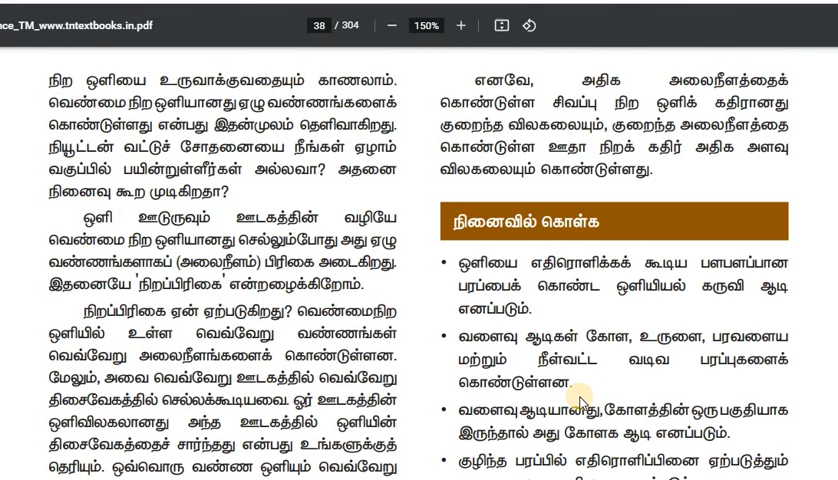 nce_TM_www.tntextbooks.in.pdf
38 / 304
150%
நிற ஒளியை உருவாக்குவதையும் காணலாம்.
வெண்மை நிற ஒளியானது ஏழு வண்ணங்களைக்
கொண்டுள்ளது என்பது இதன்மூலம் தெளிவாகிறது.
நியூட்டன் வட்டுச் சோதனையை நீங்கள் ஏழாம்
வகுப்பில் பயின்றுள்ளீர்கள் அல்லவா? அதனை
நினைவு கூற முடிகிறதா?
ஒளி ஊடுருவும் ஊடகத்தின் வழியே
வெண்மை நிற ஒளியானது செல்லும்போது அது ஏழு
வண்ணங்களாகப் (அலைநீளம்) பிரிகை அடைகிறது.
இதனையே 'நிறப்பிரிகை' என்றழைக்கிறோம்.
நிறப்பிரிகை ஏன் ஏற்படுகிறது? வெண்மைநிற
ஒளியில் உள்ள வெவ்வேறு வண்ணங்கள்
வெவ்வேறு அலைநீளங்களைக் கொண்டுள்ளன.
மேலும், அவை வெவ்வேறு ஊடகத்தில் வெவ்வேறு
திசைவேகத்தில் செல்லக்கூடியவை. ஓர் ஊடகத்தின்
ஒளிவிலகலானது அந்த ஊடகத்தில் ஒளியின்
திசைவேகத்தைச் சார்ந்தது என்பது உங்களுக்குத்
தெரியும். ஒவ்வொரு வண்ண ஒளியும் வெவ்வேறு
எனவே, அதிக அலைநீளத்தைக்
கொண்டுள்ள சிவப்பு நிற ஒளிக் கதிரானது
குறைந்த விலகலையும், குறைந்த அலைநீளத்தை
கொண்டுள்ள ஊதா நிறக் கதிர் அதிக அளவு
விலகலையும் கொண்டுள்ளது.
நினைவில் கொள்க
• ஒளியை எதிரொளிக்கக் கூடிய பளபளப்பான
பரப்பைக் கொண்ட ஒளியியல் கருவி ஆடி
எனப்படும்.
• வளைவு ஆடிகள் கோள, உருளை, பரவளைய
மற்றும் நீள்வட்ட வடிவ பரப்புகளைக்
கொண்டுள்ளன.
• வளைவு ஆடியானது, கோளத்தின் ஒரு பகுதியாக
இருந்தால் அது கோளக ஆடி எனப்படும்.
• குழிந்த பரப்பில் எதிரொளிப்பினை ஏற்படுத்தும்